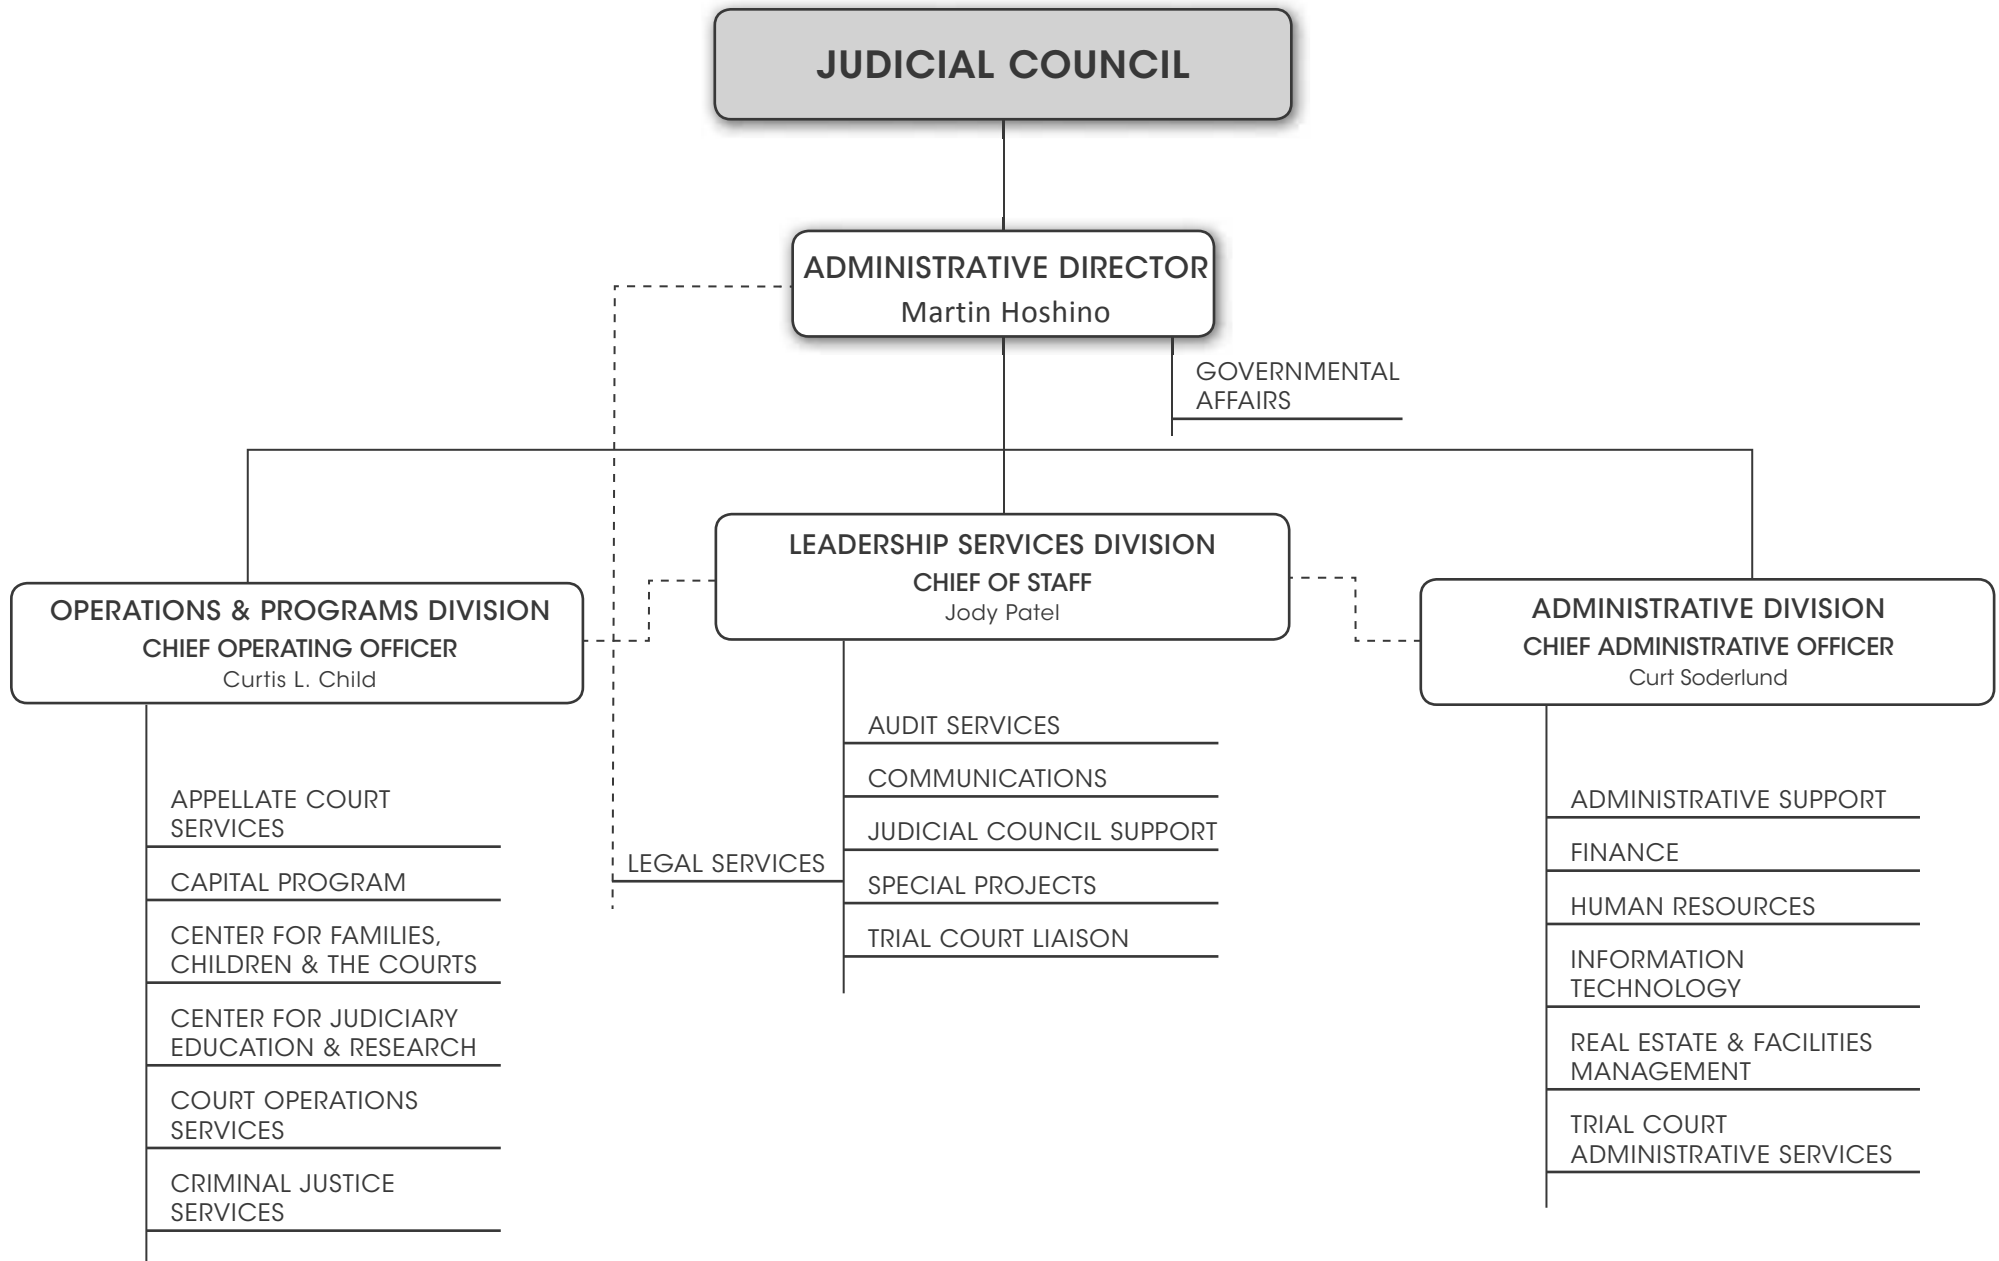 JUDICIAL COUNCIL
ADMINISTRATIVE DIRECTOR
Martin Hoshino
GOVERNMENTAL
AFFAIRS
OPERATIONS & PROGRAMS DIVISION
CHIEF OPERATING OFFICER
Curtis L. Child
APPELLATE COURT
SERVICES
CAPITAL PROGRAM
CENTER FOR FAMILIES,
CHILDREN & THE COURTS
CENTER FOR JUDICIARY
EDUCATION & RESEARCH
COURT OPERATIONS
SERVICES
CRIMINAL JUSTICE
SERVICES
LEADERSHIP SERVICES DIVISION
CHIEF OF STAFF
Jody Patel
LEGAL SERVICES
AUDIT SERVICES
COMMUNICATIONS
JUDICIAL COUNCIL SUPPORT
SPECIAL PROJECTS
TRIAL COURT LIAISON
ADMINISTRATIVE DIVISION
CHIEF ADMINISTRATIVE OFFICER
Curt Soderlund
ADMINISTRATIVE SUPPORT
FINANCE
HUMAN RESOURCES
INFORMATION
TECHNOLOGY
REAL ESTATE & FACILITIES
MANAGEMENT
TRIAL COURT
ADMINISTRATIVE SERVICES